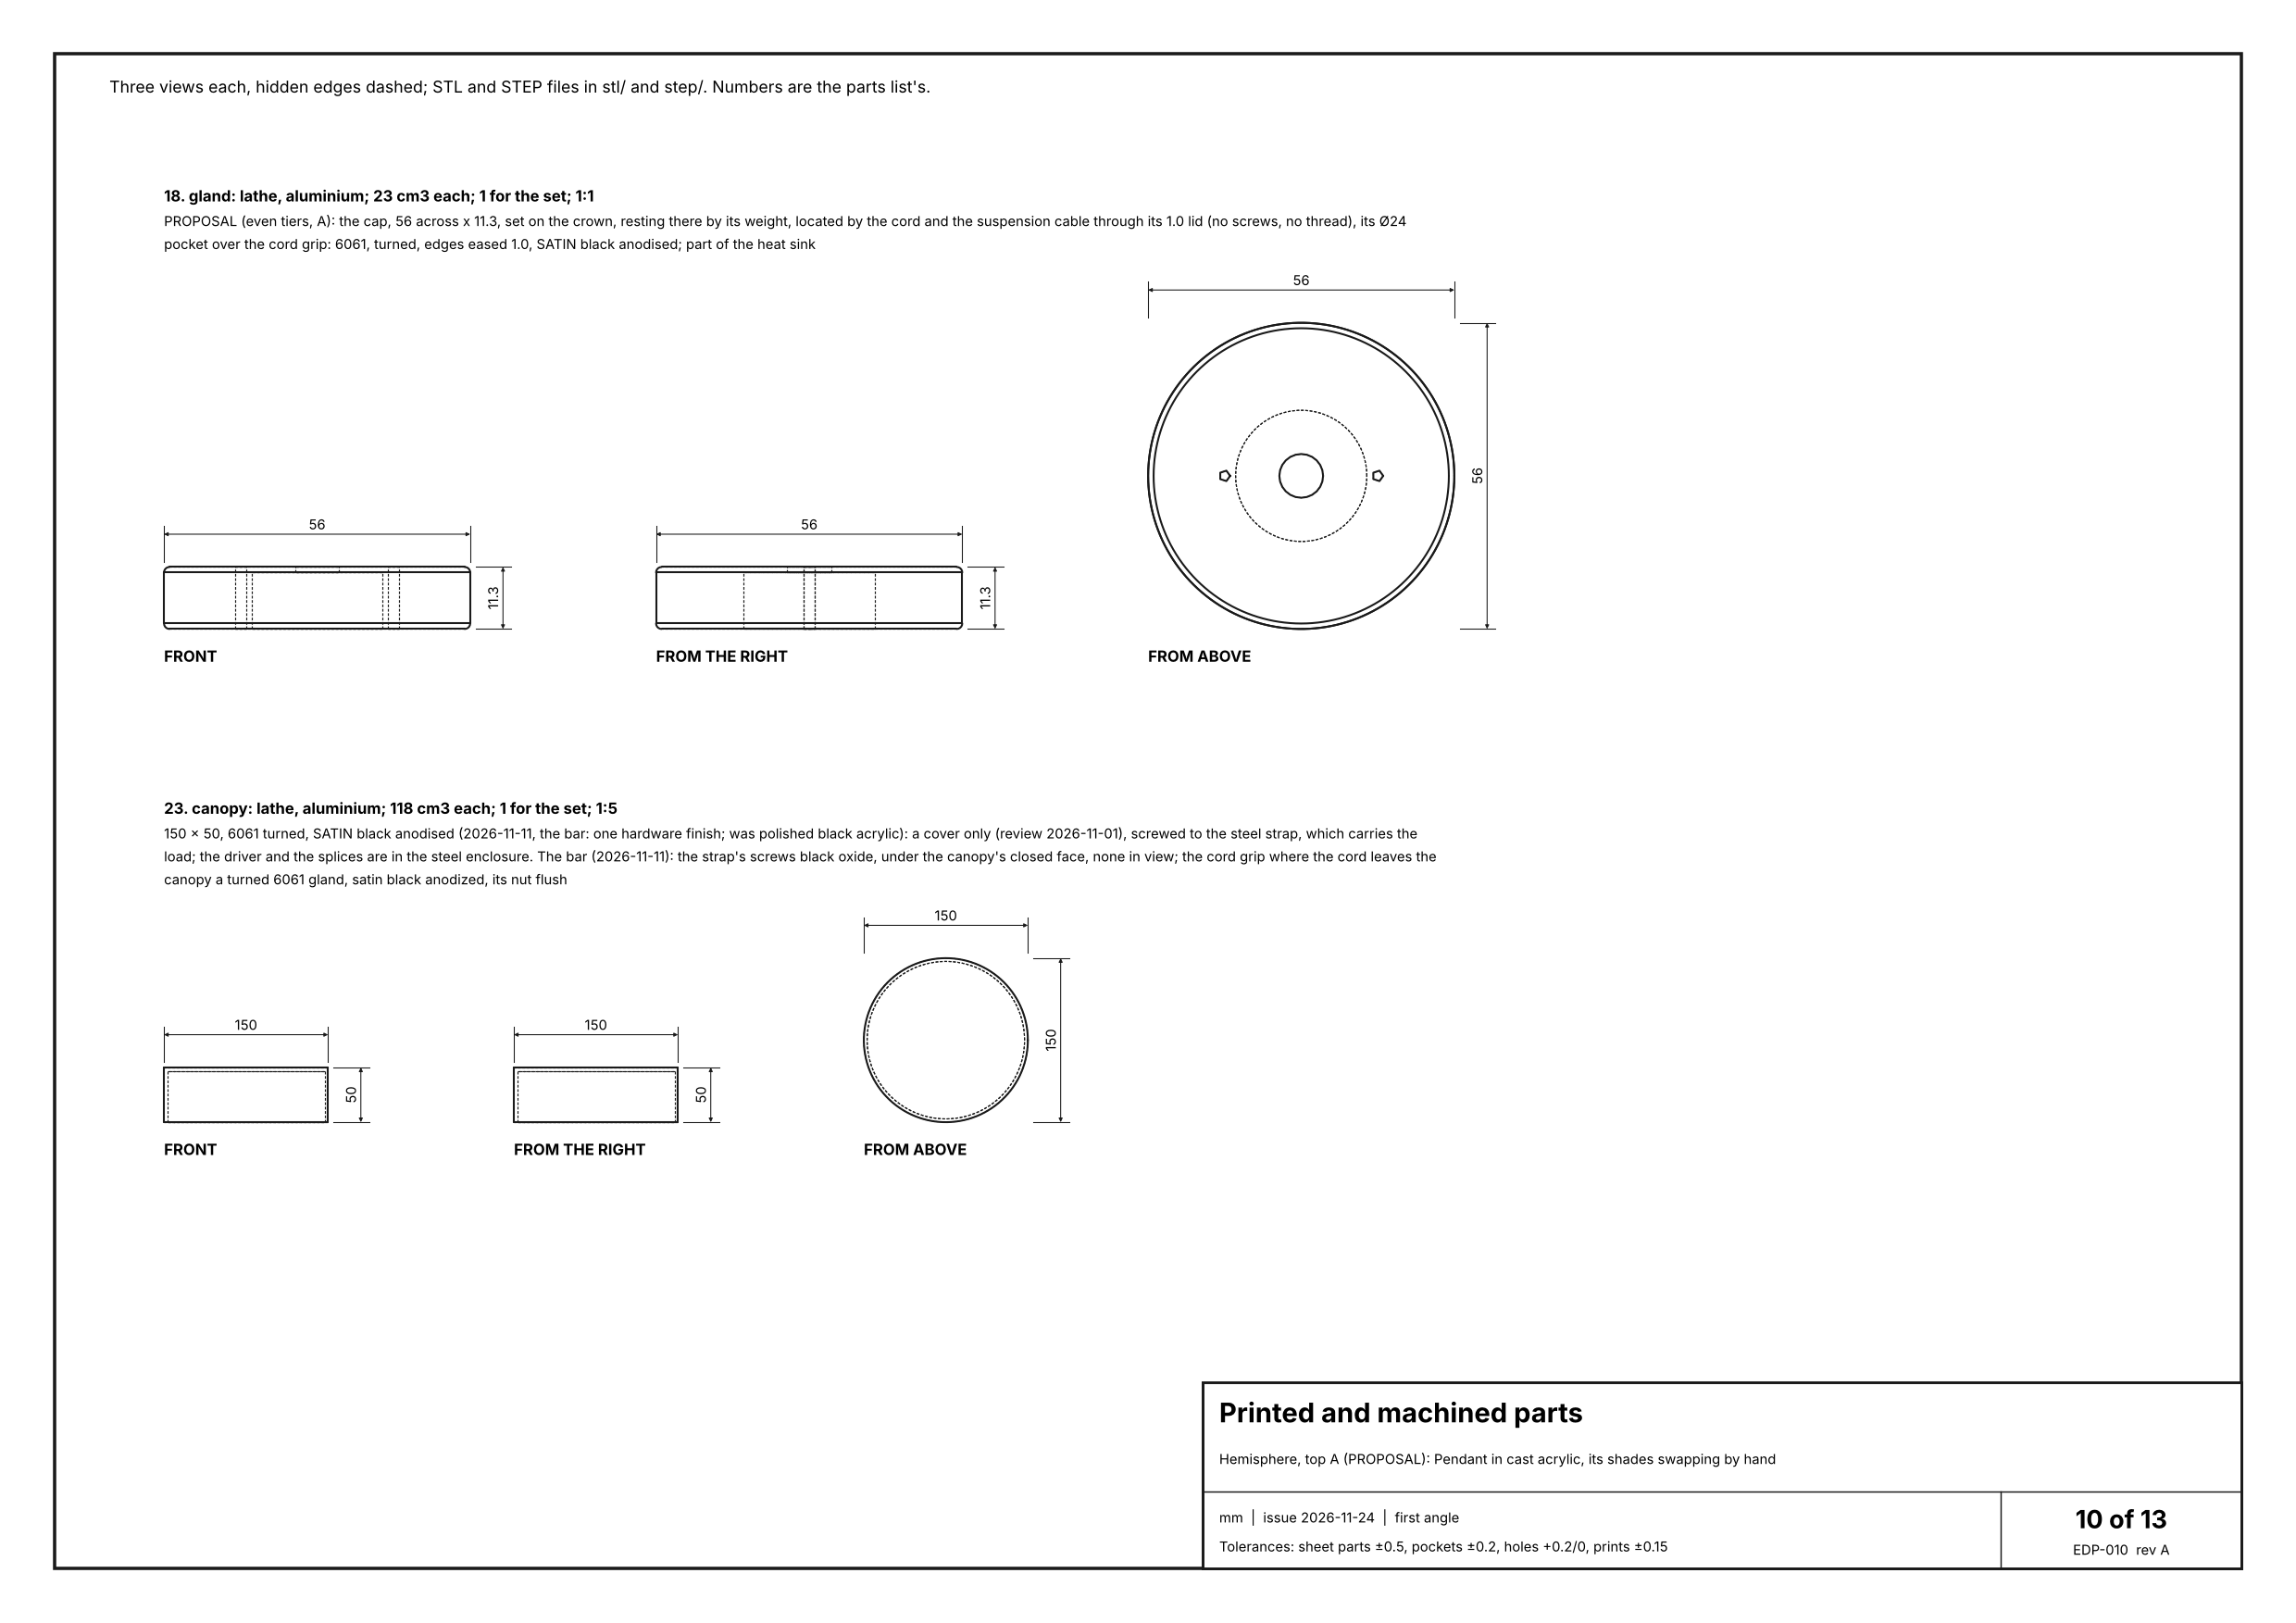 Three views each, hidden edges dashed; STL and STEP files in stl/ and step/. Numbers are the parts list's.
18. gland: lathe, aluminium; 23 cm3 each; 1 for the set; 1:1
PROPOSAL (even tiers, A): the cap, 56 across x 11.3, set on the crown, resting there by its weight, located by the cord and the suspension cable through its 1.0 lid (no screws, no thread), its Ø24
pocket over the cord grip: 6061, turned, edges eased 1.0, SATIN black anodised; part of the heat sink
56
56
56
56
11.3
11.3
FRONT
FROM THE RIGHT
FROM ABOVE
23. canopy: lathe, aluminium; 118 cm3 each; 1 for the set; 1:5
150 × 50, 6061 turned, SATIN black anodised (2026-11-11, the bar: one hardware finish; was polished black acrylic): a cover only (review 2026-11-01), screwed to the steel strap, which carries the
load; the driver and the splices are in the steel enclosure. The bar (2026-11-11): the strap's screws black oxide, under the canopy's closed face, none in view; the cord grip where the cord leaves the
canopy a turned 6061 gland, satin black anodized, its nut flush
150
150
150
150
50
50
FRONT
FROM THE RIGHT
FROM ABOVE
Printed and machined parts
Hemisphere, top A (PROPOSAL): Pendant in cast acrylic, its shades swapping by hand
mm | issue 2026-11-24 | first angle
Tolerances: sheet parts ±0.5, pockets ±0.2, holes +0.2/0, prints ±0.15
10 of 13
EDP-010 rev A